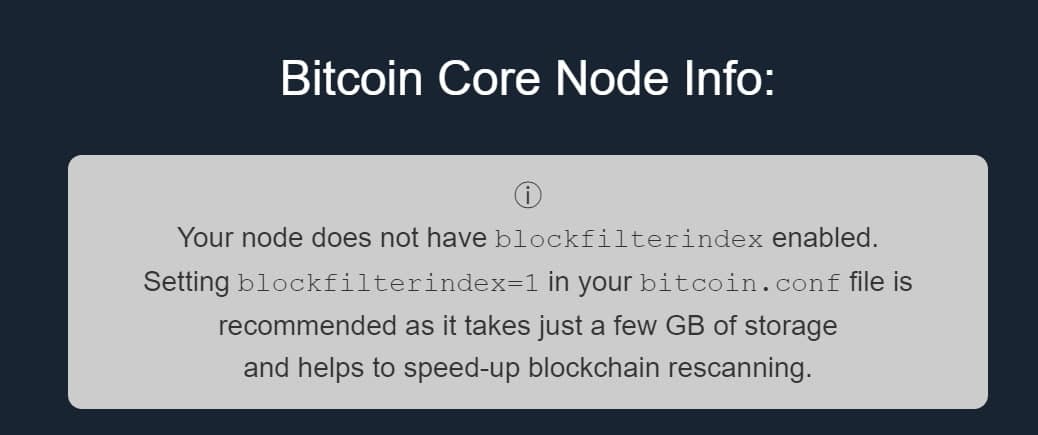 Bitcoin Core Node Info:
ⓘ
Your node does not have blockfilterindex enabled.
Setting blockfilterindex=1 in your bitcoin.conf file is
recommended as it takes just a few GB of storage
and helps to speed-up blockchain rescanning.